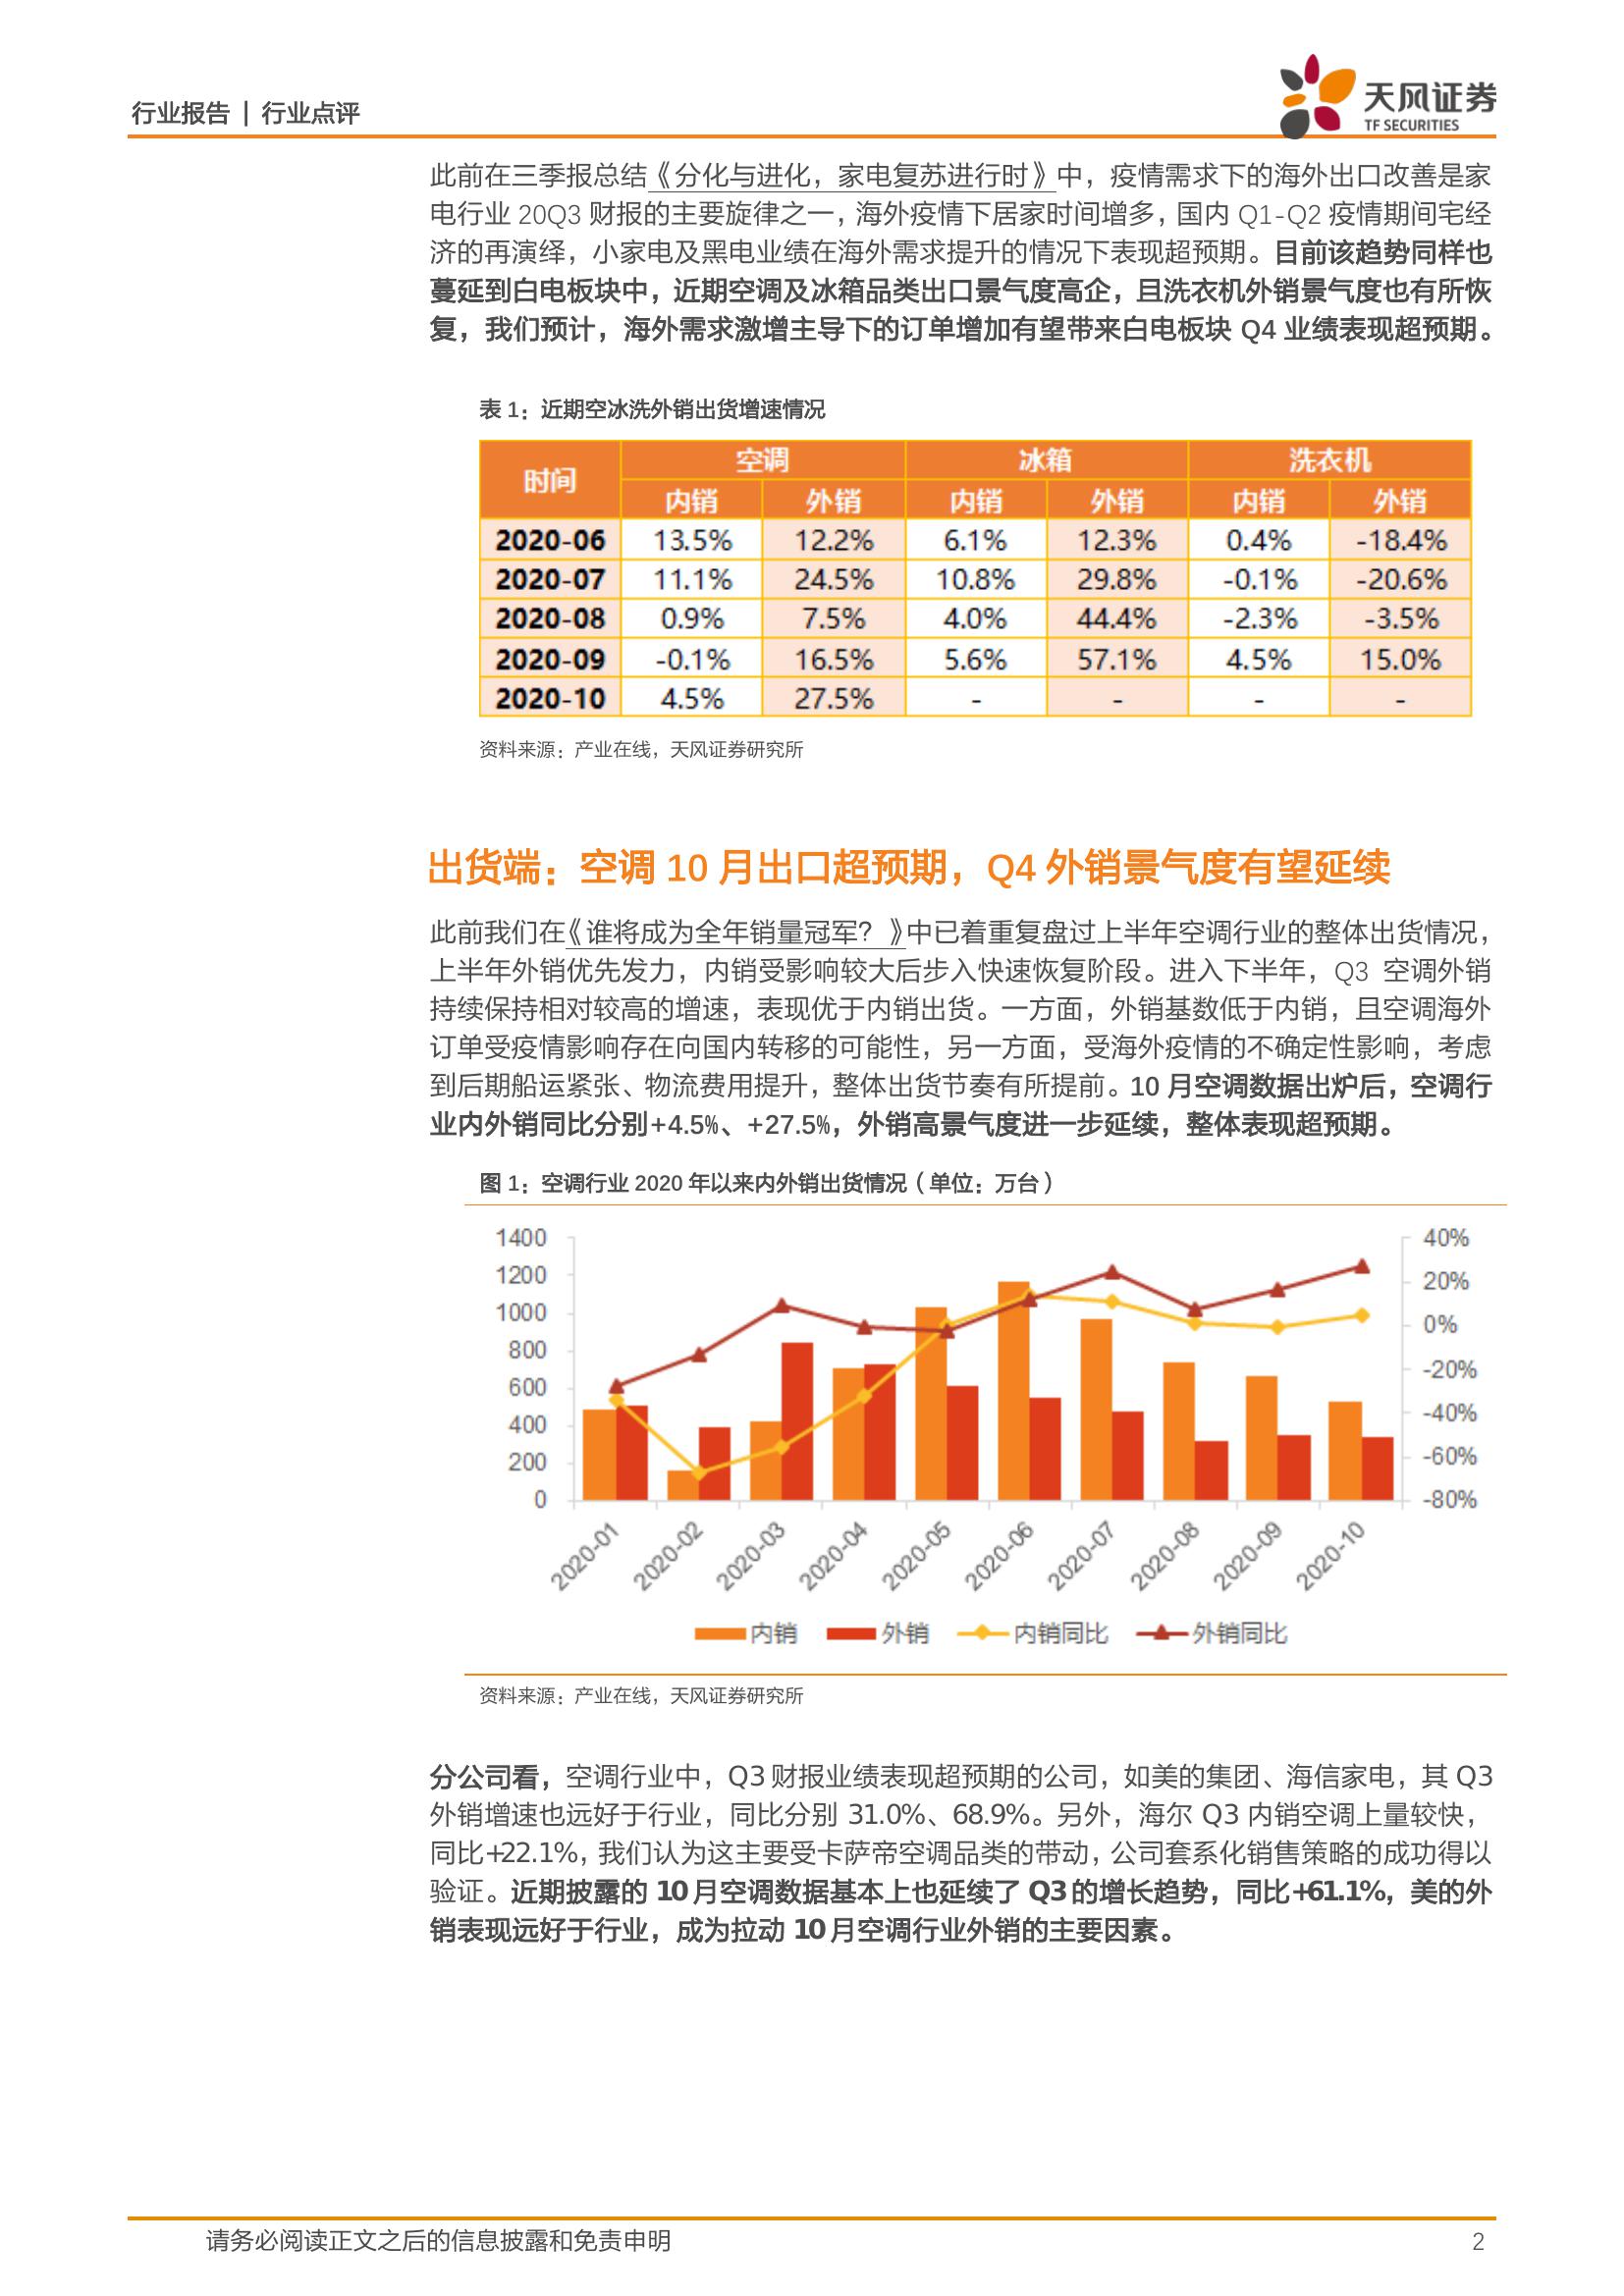 行业报告 | 行业点评
天风证券
TF SECURITIES
此前在三季报总结《分化与进化，家电复苏进行时》中，疫情需求下的海外出口改善是家
电行业 20Q3 财报的主要旋律之一，海外疫情下居家时间增多，国内 Q1-Q2 疫情期间宅经
济的再演绎，小家电及黑电业绩在海外需求提升的情况下表现超预期。目前该趋势同样也
蔓延到白电板块中，近期空调及冰箱品类出口景气度高企，且洗衣机外销景气度也有所恢
复，我们预计，海外需求激增主导下的订单增加有望带来白电板块 Q4 业绩表现超预期。
表 1：近期空冰洗外销出货增速情况
时间 空调 冰箱 洗衣机
内销 外销 内销 外销 内销 外销
2020-06 13.5% 12.2% 6.1% 12.3% 0.4% -18.4%
2020-07 11.1% 24.5% 10.8% 29.8% -0.1% -20.6%
2020-08 0.9% 7.5% 4.0% 44.4% -2.3% -3.5%
2020-09 -0.1% 16.5% 5.6% 57.1% 4.5% 15.0%
2020-10 4.5% 27.5% - - - -
资料来源：产业在线，天风证券研究所
出货端：空调 10 月出口超预期，Q4 外销景气度有望延续
此前我们在《谁将成为全年销量冠军？》中已着重复盘过上半年空调行业的整体出货情况，
上半年外销优先发力，内销受影响较大后步入快速恢复阶段。进入下半年，Q3 空调外销
持续保持相对较高的增速，表现优于内销出货。一方面，外销基数低于内销，且空调海外
订单受疫情影响存在向国内转移的可能性，另一方面，受海外疫情的不确定性影响，考虑
到后期船运紧张、物流费用提升，整体出货节奏有所提前。10 月空调数据出炉后，空调行
业内外销同比分别+4.5%、+27.5%，外销高景气度进一步延续，整体表现超预期。
图 1：空调行业 2020 年以来内外销出货情况（单位：万台）
1400 40%
1200 20%
1000 0%
800 -20%
600 -40%
400 -60%
200 -80%
0
2020-01 2020-02 2020-03 2020-04 2020-05 2020-06 2020-07 2020-08 2020-09 2020-10
内销 外销 内销同比 外销同比
资料来源：产业在线，天风证券研究所
分公司看，空调行业中，Q3 财报业绩表现超预期的公司，如美的集团、海信家电，其 Q3
外销增速也远好于行业，同比分别 31.0%、68.9%。另外，海尔 Q3 内销空调上量较快，
同比+22.1%，我们认为这主要受卡萨帝空调品类的带动，公司套系化销售策略的成功得以
验证。近期披露的 10 月空调数据基本上也延续了 Q3 的增长趋势，同比+61.1%，美的外
销表现远好于行业，成为拉动 10 月空调行业外销的主要因素。
请务必阅读正文之后的信息披露和免责申明
2